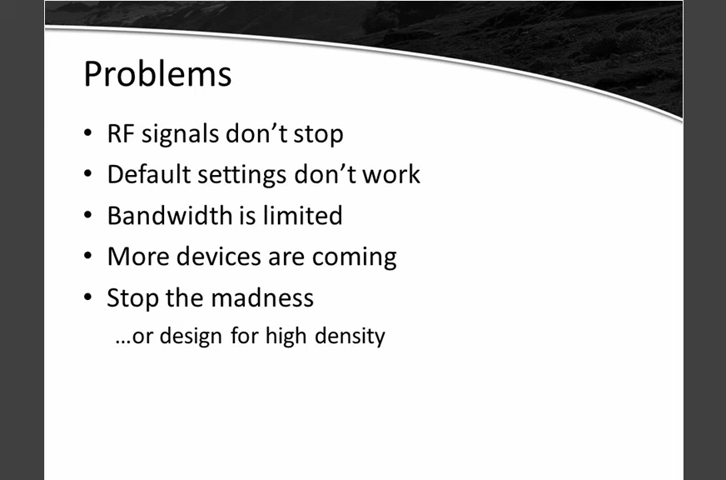 Problems
• RF signals don't stop
• Default settings don't work
• Bandwidth is limited
• More devices are coming
• Stop the madness
…or design for high density